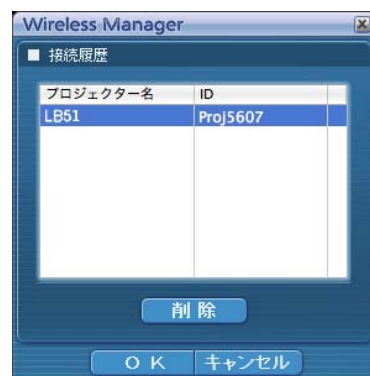 Wireless Manager
接続履歴
プロジェクター名 ID
LB51 Proj5607
削除
OK キャンセル